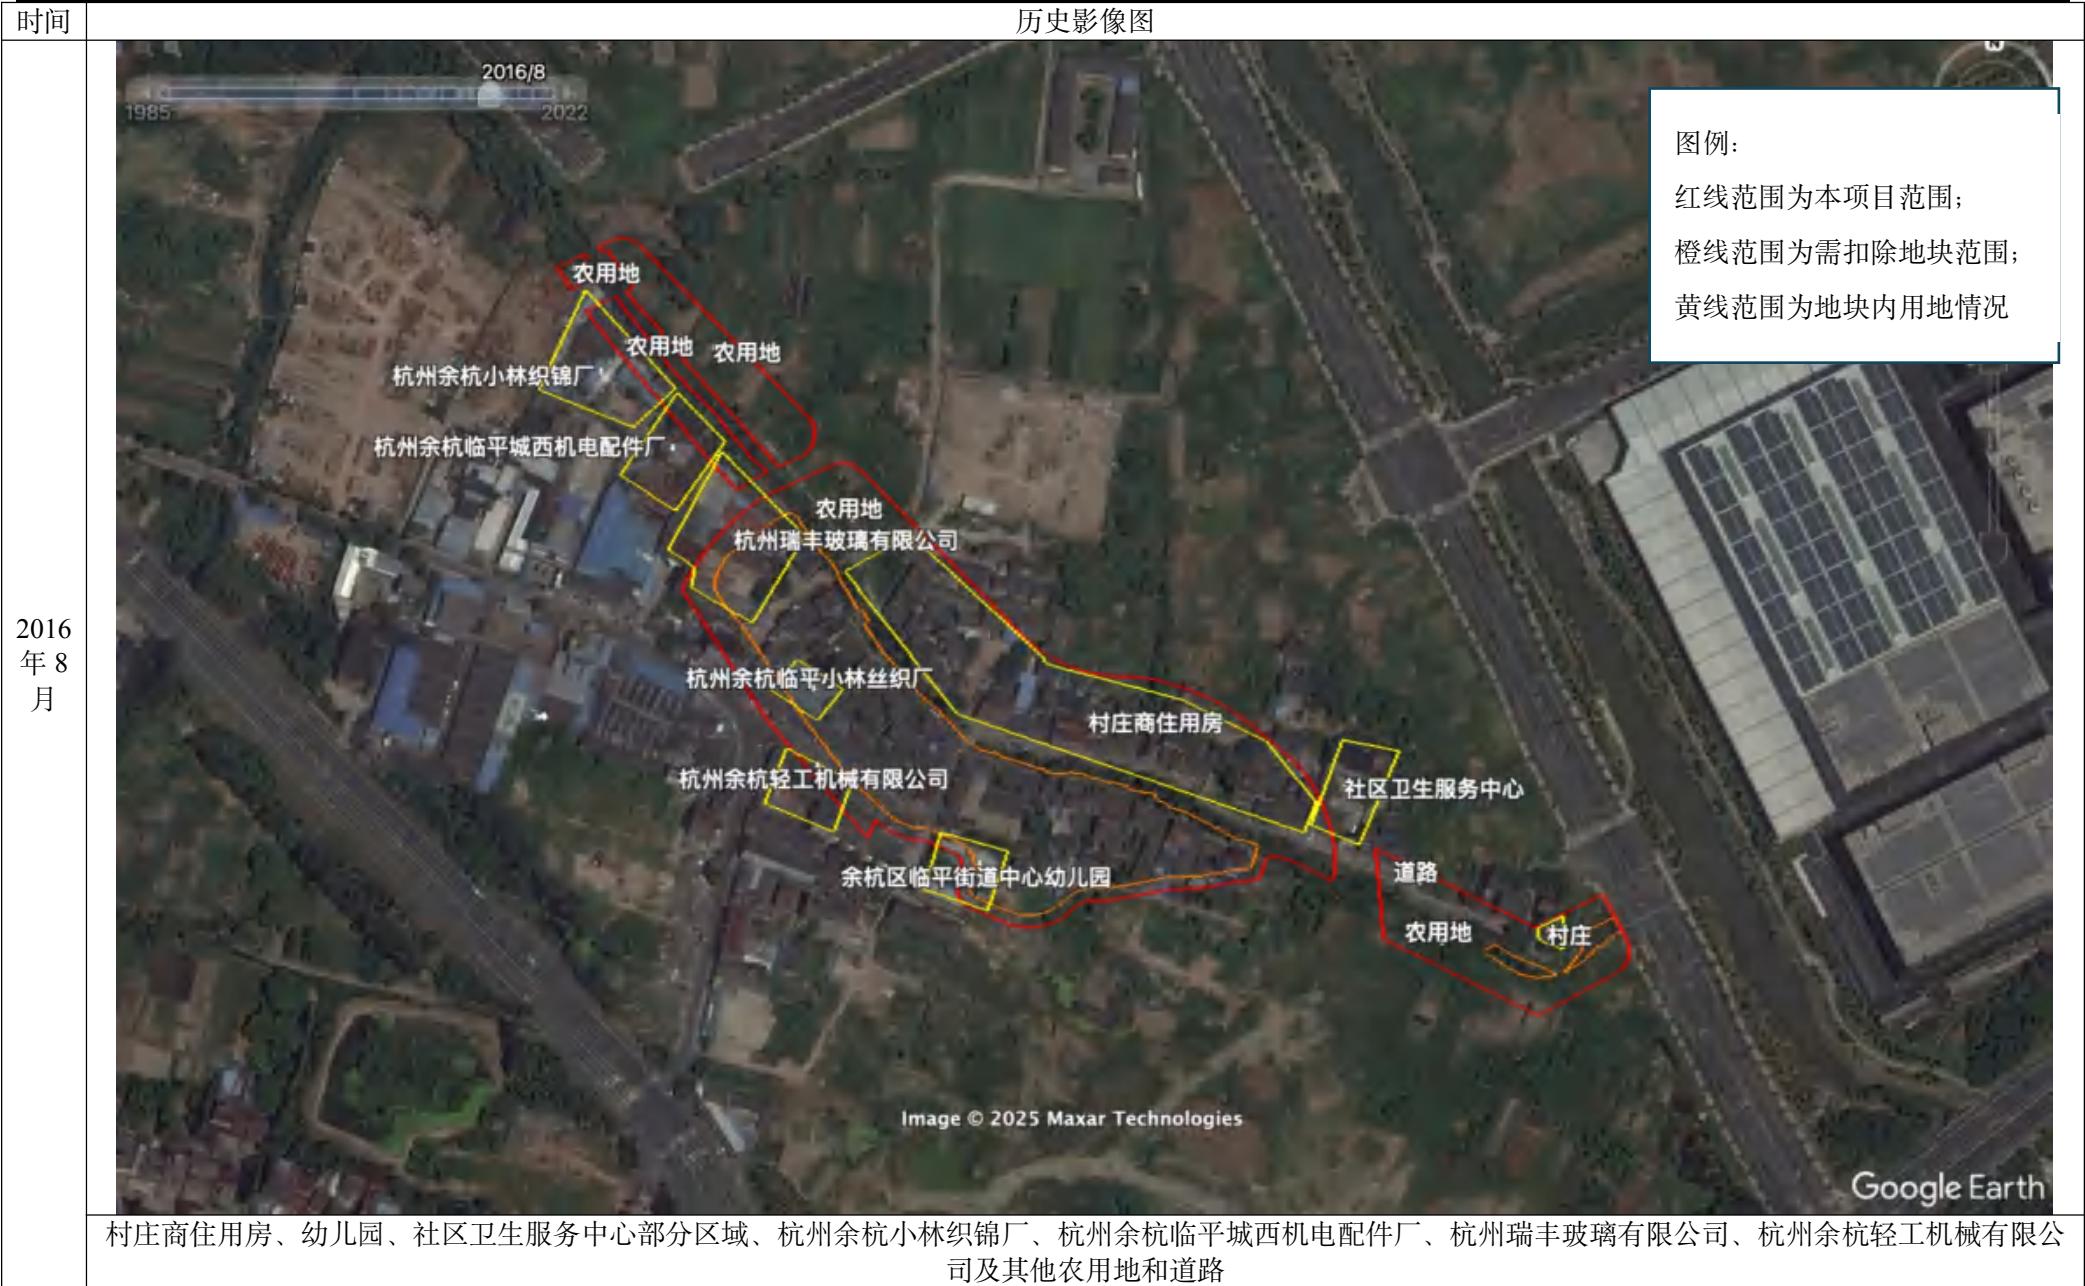 时间
历史影像图
2016/8
1985
2022
图例:
红线范围为本项目范围;
橙线范围为需扣除地块范围;
黄线范围为地块内用地情况
农用地
农用地
农用地
杭州余杭小林织锦厂
杭州余杭临平城西机电配件厂
农用地
杭州瑞丰玻璃有限公司
2016
年 8
月
杭州余杭临平小林丝织厂
村庄商住用房
杭州余杭轻工机械有限公司
社区卫生服务中心
余杭区临平街道中心幼儿园
道路
农用地
村庄
Image © 2025 Maxar Technologies
Google Earth
村庄商住用房、幼儿园、社区卫生服务中心部分区域、杭州余杭小林织锦厂、杭州余杭临平城西机电配件厂、杭州瑞丰玻璃有限公司、杭州余杭轻工机械有限公
司及其他农用地和道路